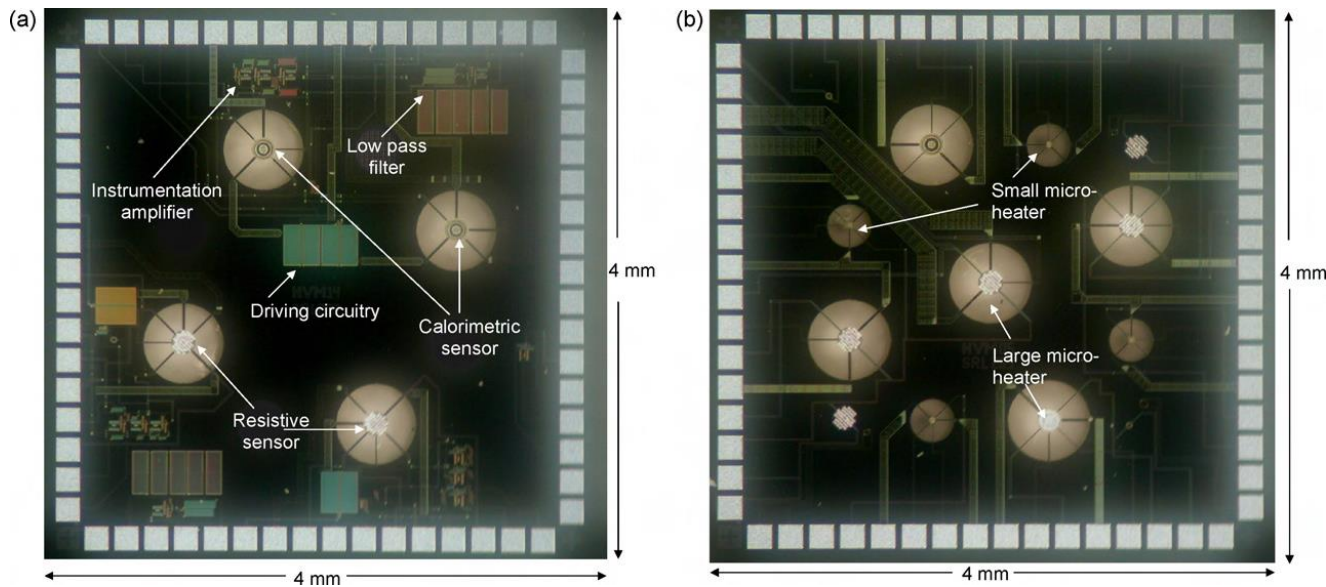 (a)
Instrumentation
amplifier
Low pass
filter
Driving circuitry
Calorimetric
sensor
Resistive
sensor
4 mm
4 mm
(b)
Small micro-
heater
Large micro-
heater
4 mm
4 mm